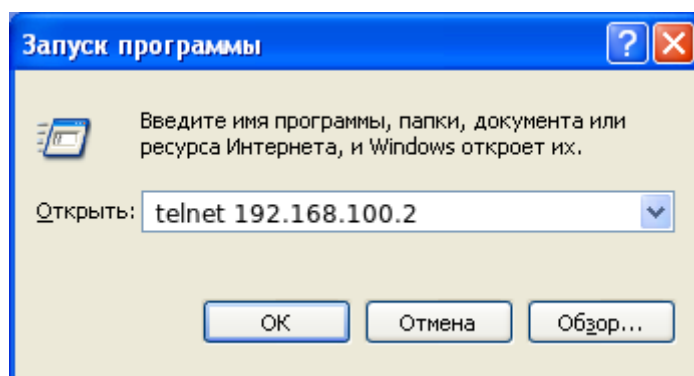 Запуск программы
Введите имя программы, папки, документа или
ресурса Интернета, и Windows откроет их.
Открыть: telnet 192.168.100.2
ОК Отмена Обзор...